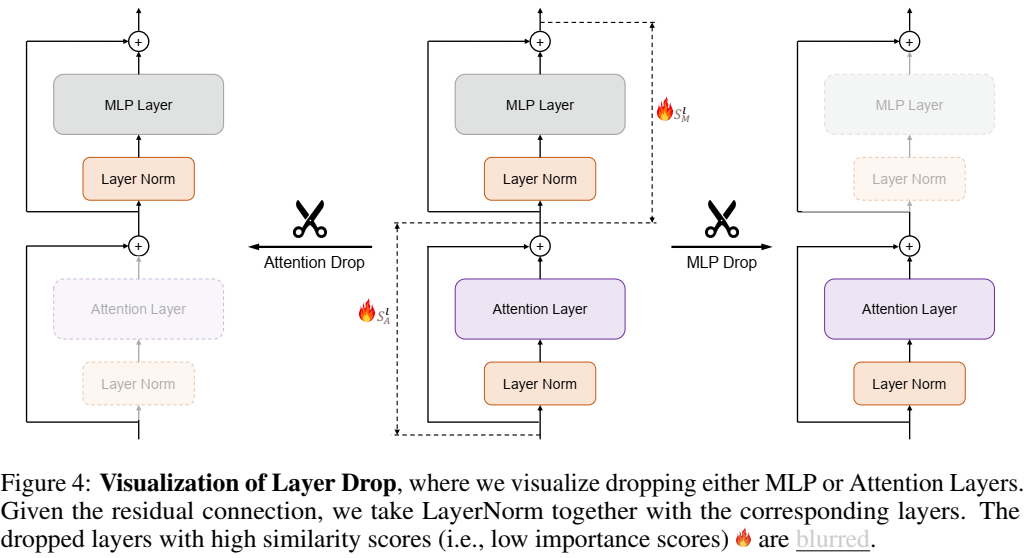 MLP Layer
Layer Norm
Attention Layer
Layer Norm
Attention Drop
MLP Layer
Layer Norm
Attention Layer
Layer Norm
S_M^l
S_A^l
MLP Drop
MLP Layer
Layer Norm
Attention Layer
Layer Norm
Figure 4: Visualization of Layer Drop, where we visualize dropping either MLP or Attention Layers.
Given the residual connection, we take LayerNorm together with the corresponding layers. The
dropped layers with high similarity scores (i.e., low importance scores) 🔥 are blurred.